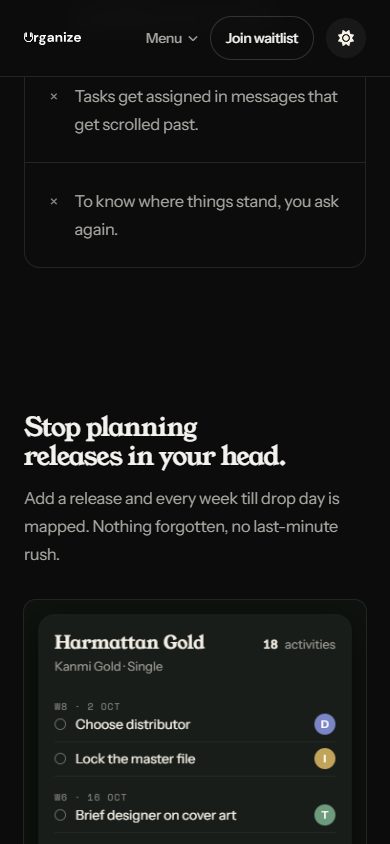 Urganize
Menu
Join waitlist
× Tasks get assigned in messages that
get scrolled past.
× To know where things stand, you ask
again.
Stop planning
releases in your head.
Add a release and every week till drop day is
mapped. Nothing forgotten, no last-minute
rush.
Harmattan Gold
18 activities
Kanmi Gold · Single
W8 · 2 OCT
Choose distributor
D
Lock the master file
I
W6 · 16 OCT
Brief designer on cover art
T